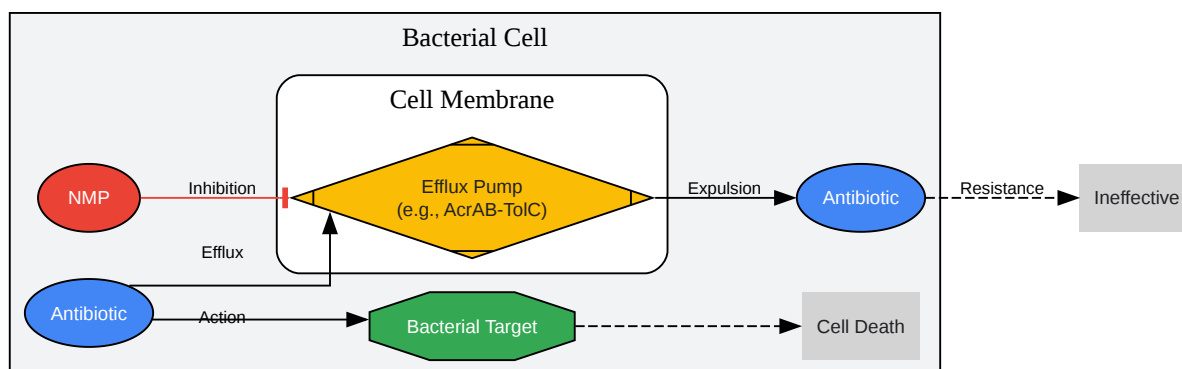 Bacterial Cell
Cell Membrane
NMP
Inhibition
Efflux Pump
(e.g., AcrAB-TolC)
Expulsion
Antibiotic
Resistance
Ineffective
Efflux
Antibiotic
Action
Bacterial Target
Cell Death